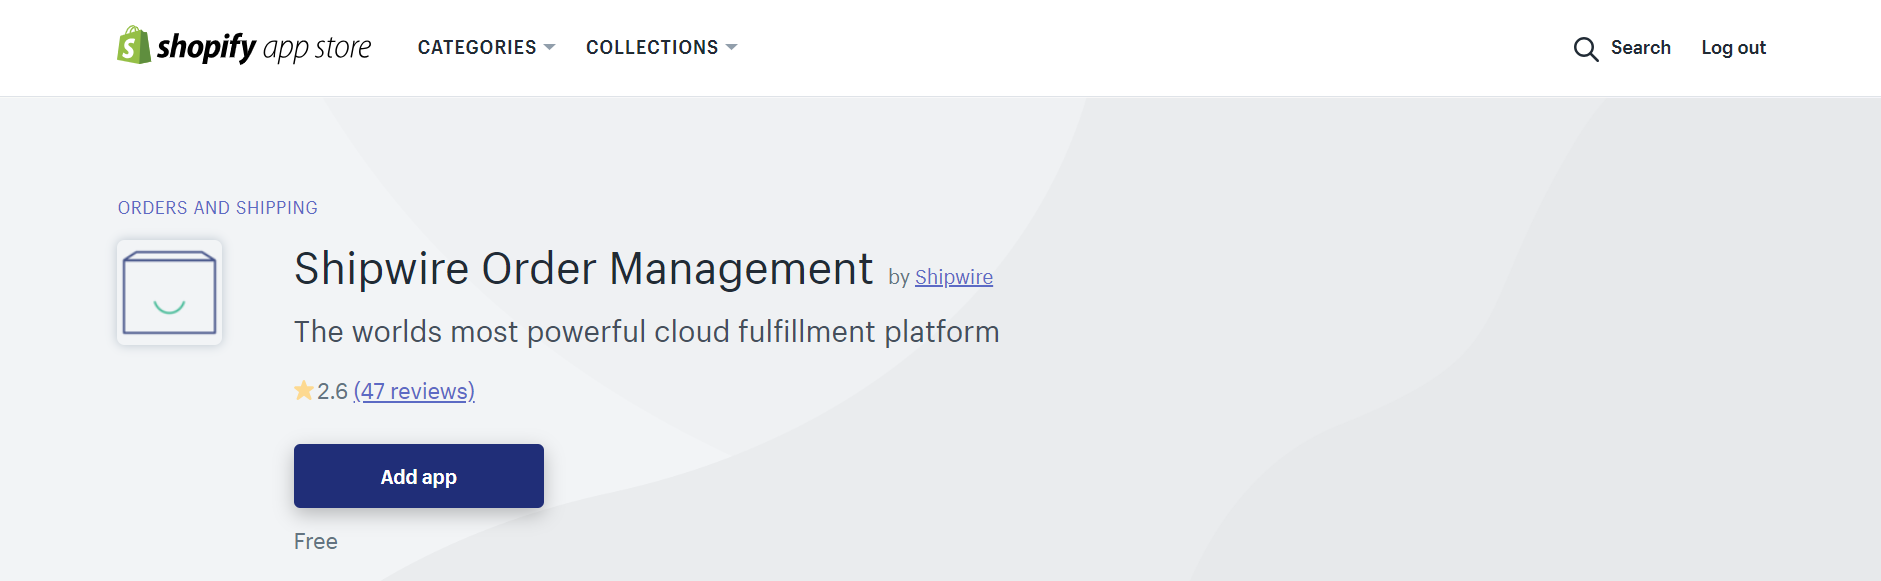 shopify app store CATEGORIES COLLECTIONS Search Log out
ORDERS AND SHIPPING
Shipwire Order Management by Shipwire
The worlds most powerful cloud fulfillment platform
2.6 (47 reviews)
Add app
Free